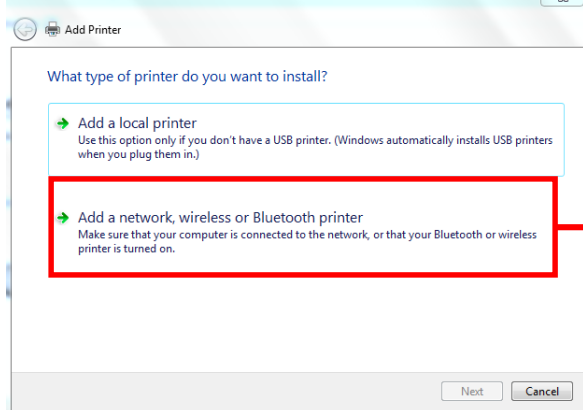 Add Printer
What type of printer do you want to install?
Add a local printer
Use this option only if you don't have a USB printer. (Windows automatically installs USB printers
when you plug them in.)
Add a network, wireless or Bluetooth printer
Make sure that your computer is connected to the network, or that your Bluetooth or wireless
printer is turned on.
Next Cancel